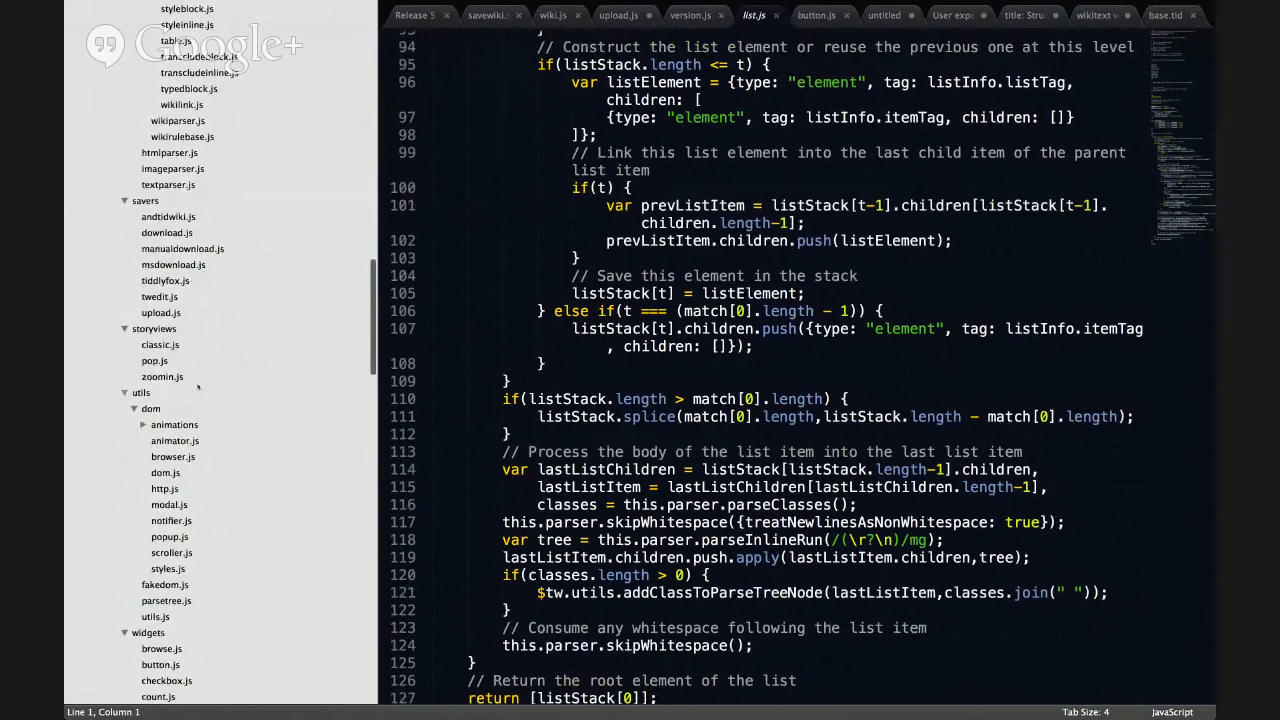 Google+
styleblock.js
styleinline.js
table.js
transcludeblock.js
transcludeinline.js
typedblock.js
wikilink.js
wikiparser.js
wikirulebase.js
htmlparser.js
imageparser.js
textparser.js
savers
andtidwiki.js
download.js
manualdownload.js
msdownload.js
tiddlyfox.js
twedit.js
upload.js
storyviews
classic.js
pop.js
zoomin.js
utils
dom
animations
animator.js
browser.js
dom.js
http.js
modal.js
notifier.js
popup.js
scroller.js
styles.js
fakedom.js
parsetree.js
utils.js
widgets
browse.js
button.js
checkbox.js
count.js
Release 5 × savewiki.t × wiki.js × upload.js version.js × list.js × button.js × untitled User expe title: Stru wikitext v base.tid ×
93 }
94 // Construct the list element or reuse the previous one at this level
95 if(listStack.length <= t) {
96 var listElement = {type: "element", tag: listInfo.listTag,
children: [
97 {type: "element", tag: listInfo.itemTag, children: []}
98 ]};
99 // Link this list element into the last child item of the parent
list item
100 if(t) {
101 var prevListItem = listStack[t-1].children[listStack[t-1].
children.length-1];
102 prevListItem.children.push(listElement);
103 }
104 // Save this element in the stack
105 listStack[t] = listElement;
106 } else if(t === (match[0].length - 1)) {
107 listStack[t].children.push({type: "element", tag: listInfo.itemTag
, children: []});
108 }
109 }
110 if(listStack.length > match[0].length) {
111 listStack.splice(match[0].length,listStack.length - match[0].length);
112 }
113 // Process the body of the list item into the last list item
114 var lastListChildren = listStack[listStack.length-1].children,
115 lastListItem = lastListChildren[lastListChildren.length-1],
116 classes = this.parser.parseClasses();
117 this.parser.skipWhitespace({treatNewlinesAsNonWhitespace: true});
118 var tree = this.parser.parseInlineRun(/(\r?\n)/mg);
119 lastListItem.children.push.apply(lastListItem.children,tree);
120 if(classes.length > 0) {
121 $tw.utils.addClassToParseTreeNode(lastListItem,classes.join(" "));
122 }
123 // Consume any whitespace following the list item
124 this.parser.skipWhitespace();
125 }
126 // Return the root element of the list
127 return [listStack[0]];
Line 1, Column 1
Tab Size: 4 JavaScript